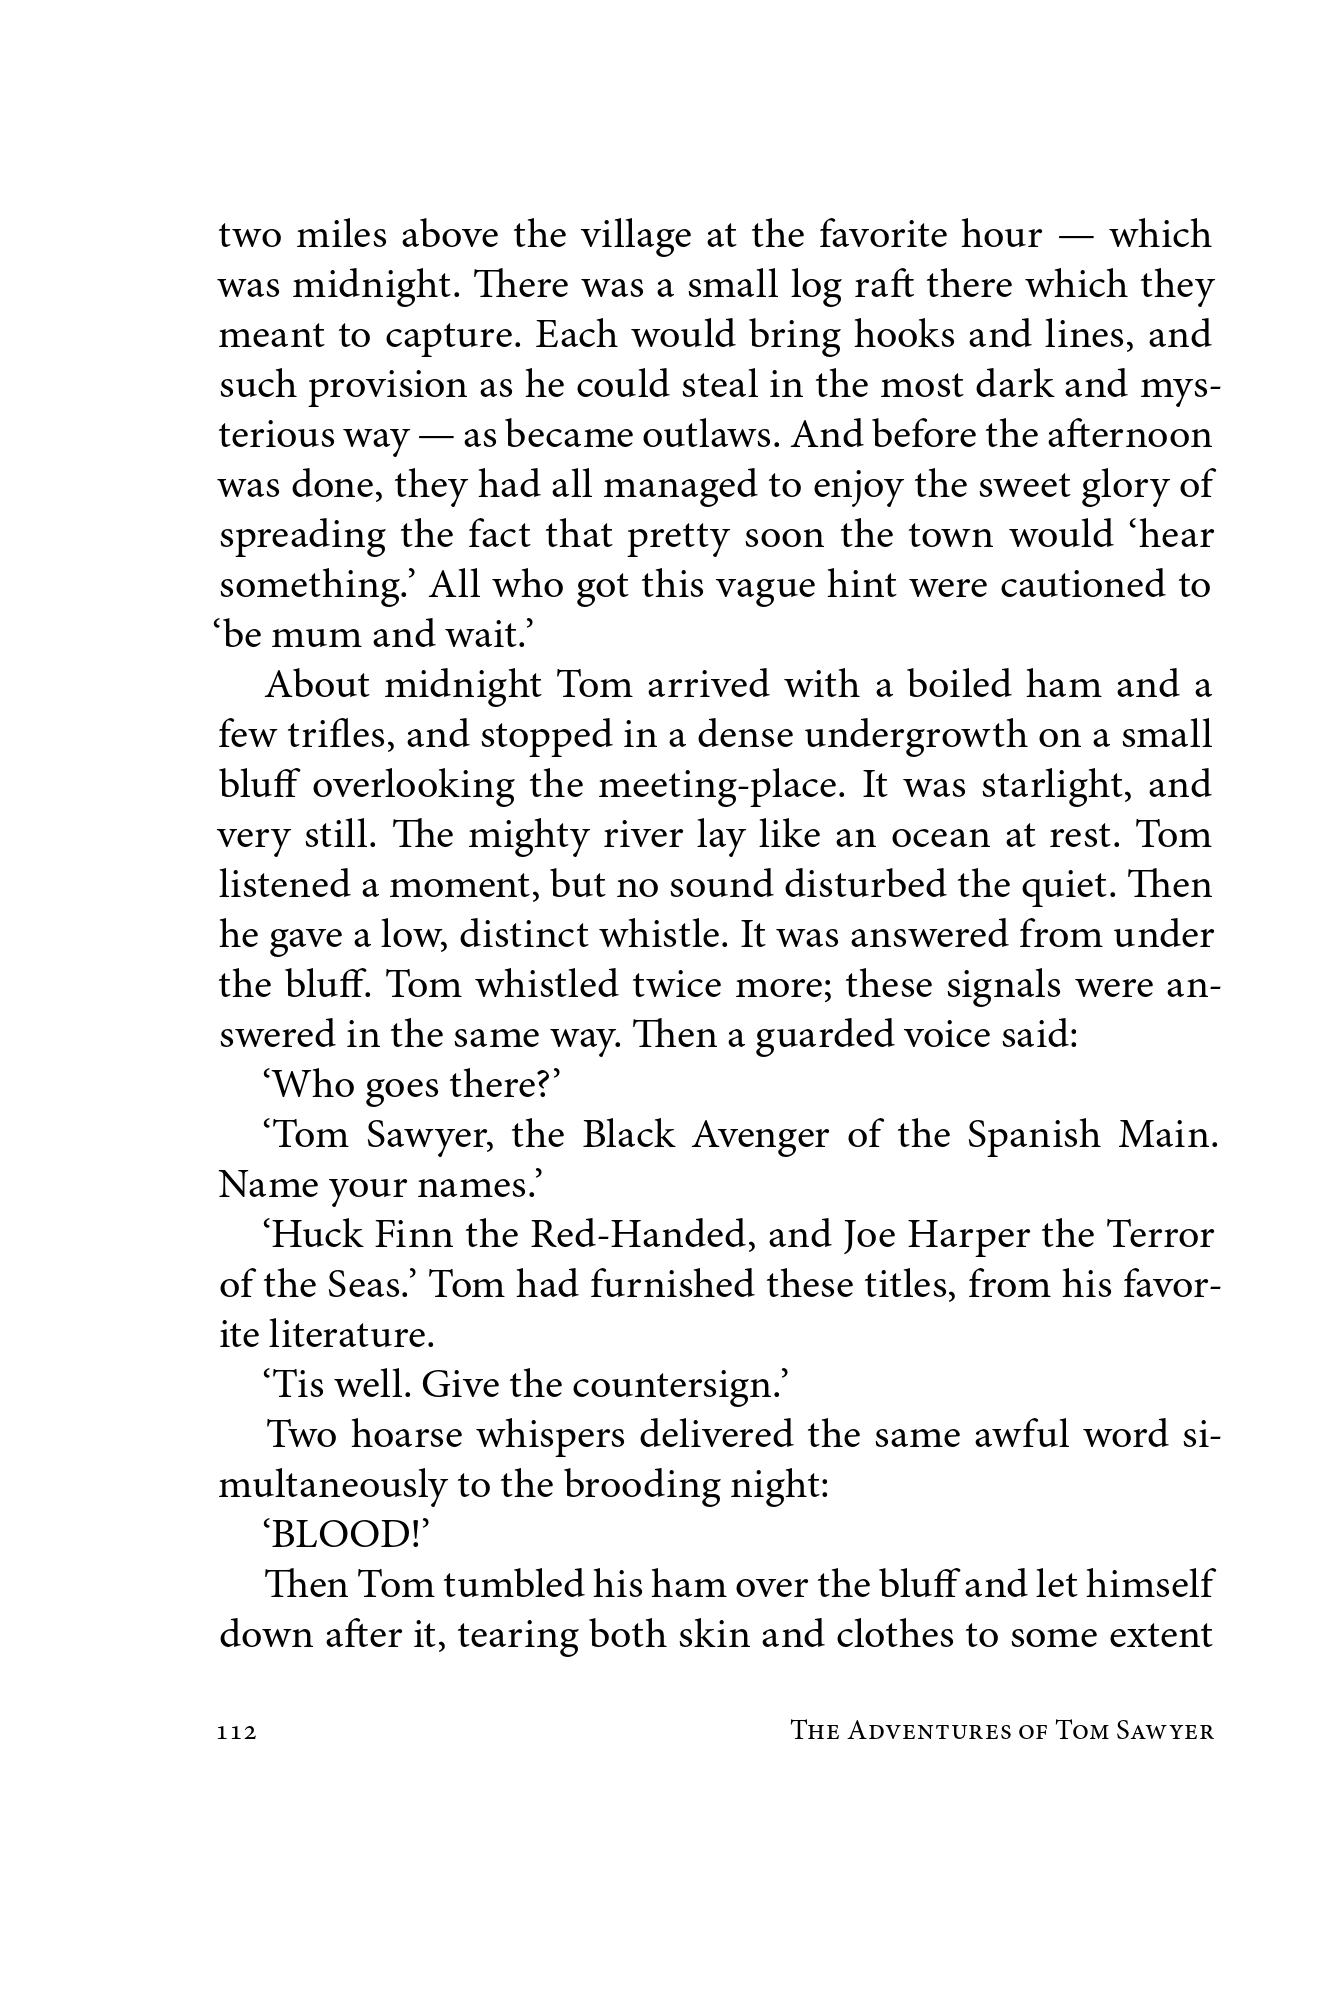 two miles above the village at the favorite hour — which
was midnight. There was a small log raft there which they
meant to capture. Each would bring hooks and lines, and
such provision as he could steal in the most dark and mys-
terious way — as became outlaws. And before the afternoon
was done, they had all managed to enjoy the sweet glory of
spreading the fact that pretty soon the town would ‘hear
something.’ All who got this vague hint were cautioned to
‘be mum and wait.’
About midnight Tom arrived with a boiled ham and a
few trifles, and stopped in a dense undergrowth on a small
bluff overlooking the meeting-place. It was starlight, and
very still. The mighty river lay like an ocean at rest. Tom
listened a moment, but no sound disturbed the quiet. Then
he gave a low, distinct whistle. It was answered from under
the bluff. Tom whistled twice more; these signals were an-
swered in the same way. Then a guarded voice said:
‘Who goes there?’
‘Tom Sawyer, the Black Avenger of the Spanish Main.
Name your names.’
‘Huck Finn the Red-Handed, and Joe Harper the Terror
of the Seas.’ Tom had furnished these titles, from his favor-
ite literature.
‘Tis well. Give the countersign.’
Two hoarse whispers delivered the same awful word si-
multaneously to the brooding night:
‘BLOOD!’
Then Tom tumbled his ham over the bluff and let himself
down after it, tearing both skin and clothes to some extent
112 The Adventures of Tom Sawyer